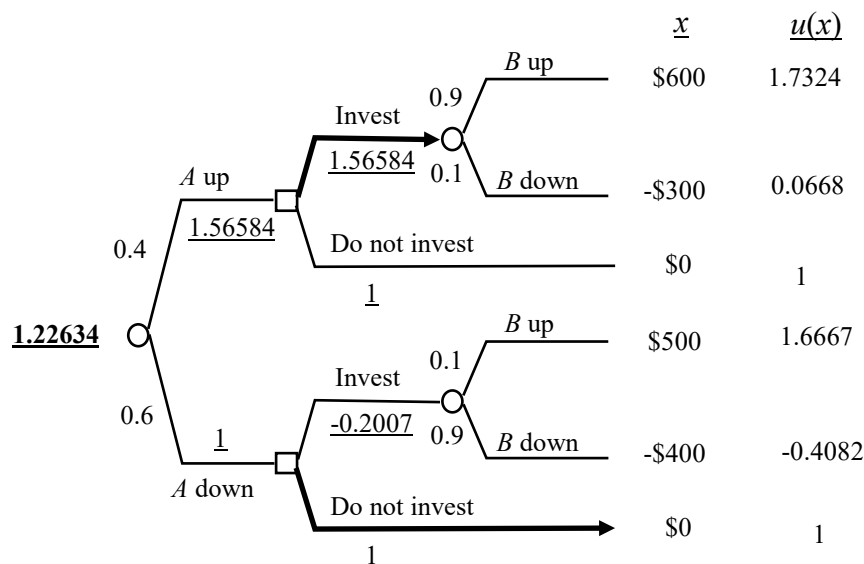 x u(x)
B up $600 1.7324
0.9
Invest
1.56584
0.1
A up B down -$300 0.0668
1.56584
Do not invest
0.4 $0 1
1
1.22634
B up $500 1.6667
0.1
Invest
0.6 -0.2007 0.9
1 B down -$400 -0.4082
A down Do not invest
$0 1
1